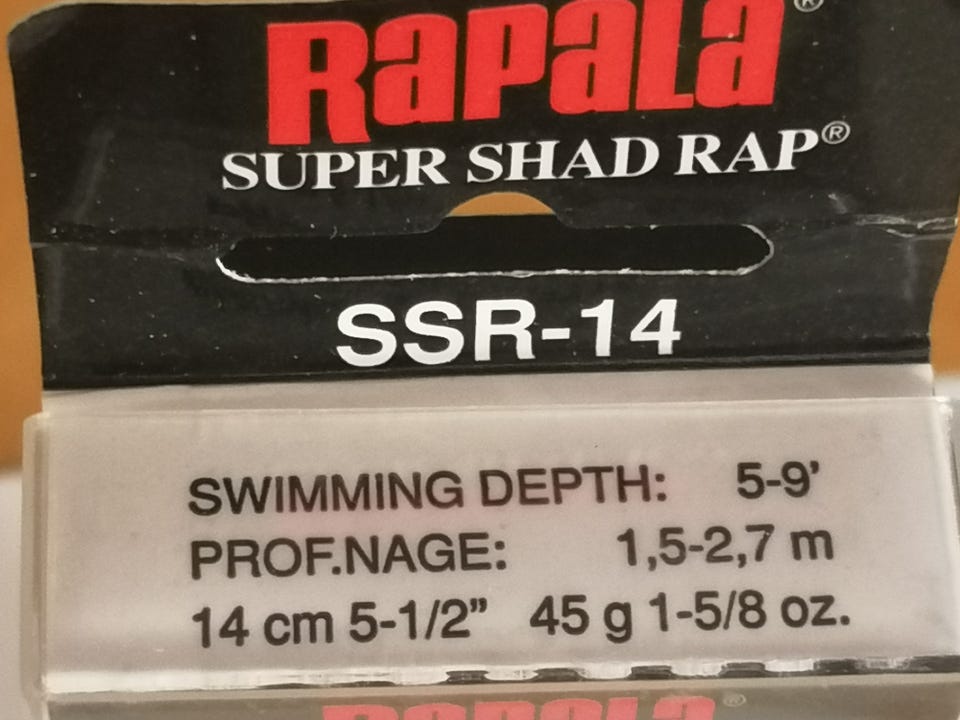 RaPaLa®
SUPER SHAD RAP®
SSR-14
SWIMMING DEPTH: 5-9'
PROF.NAGE: 1,5-2,7 m
14 cm 5-1/2" 45 g 1-5/8 oz.
RaPaLa®